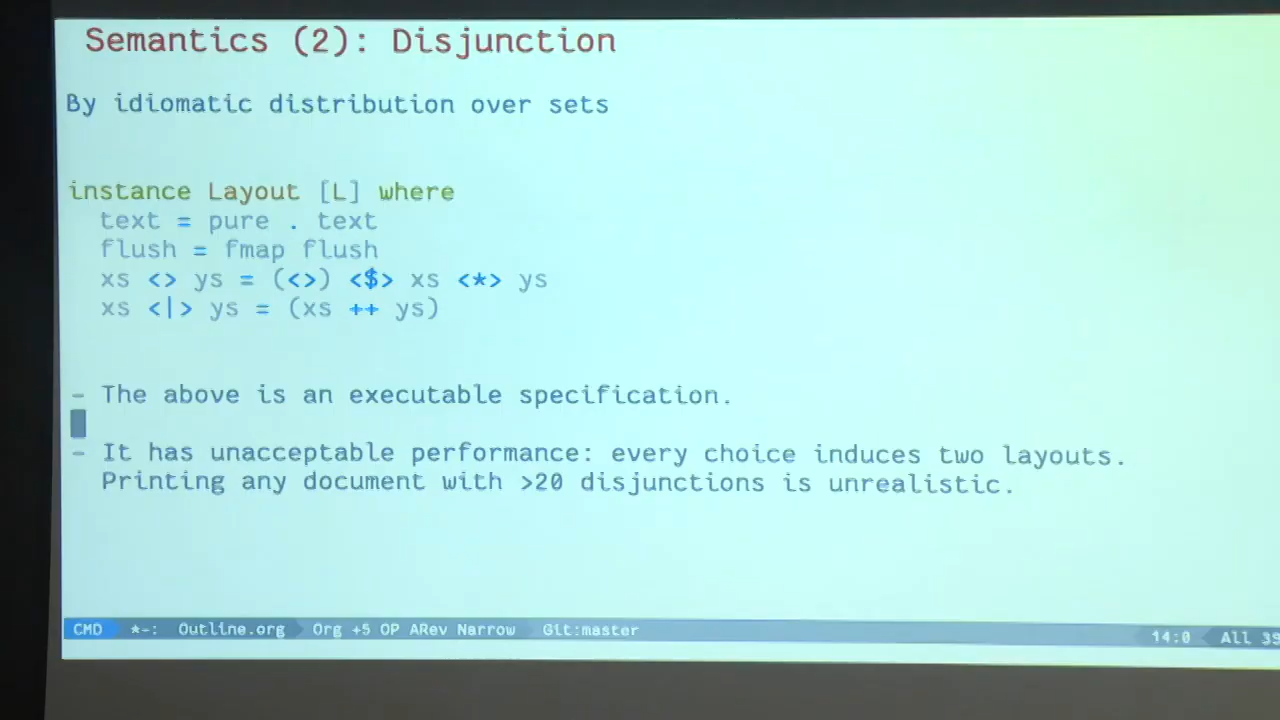 Semantics (2): Disjunction
By idiomatic distribution over sets
instance Layout [L] where
text = pure . text
flush = fmap flush
xs <> ys = (<>) <$> xs <*> ys
xs <|> ys = (xs ++ ys)
- The above is an executable specification.
- It has unacceptable performance: every choice induces two layouts.
Printing any document with >20 disjunctions is unrealistic.
CMD *-: Outline.org Org +5 OP ARev Narrow Git:master 14:0 All 39